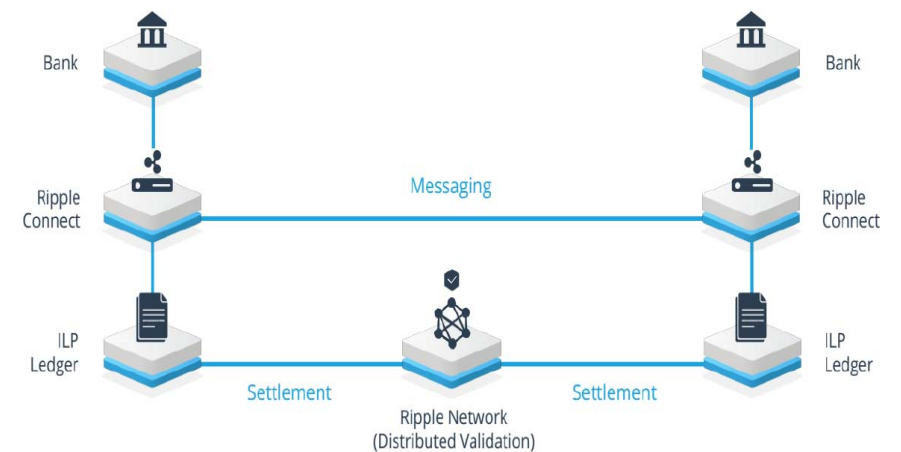 Bank
Bank
Messaging
Ripple
Connect
Ripple
Connect
ILP
Ledger
ILP
Ledger
Settlement
Settlement
Ripple Network
(Distributed Validation)